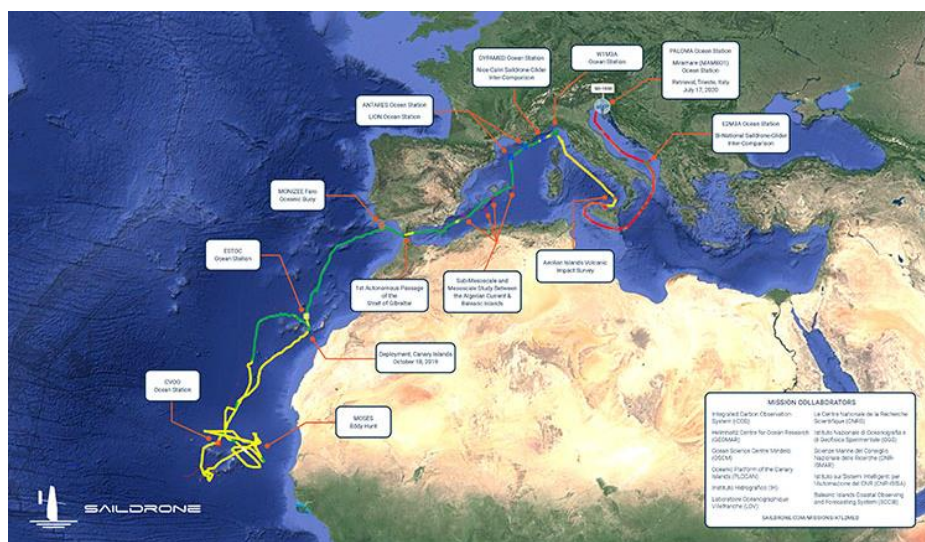 DYFAMED Ocean Station
Nice-Calvi Saildrone-Glider
Inter-Comparison
W1M3A
Ocean Station
SD-1030
PALOMA Ocean Station
Miramare (MAMBO1)
Ocean Station
Retrieval, Trieste, Italy
July 17, 2020
ANTARES Ocean Station
LION Ocean Station
E2M3A Ocean Station
Bi-National Saildrone-Glider
Inter-Comparison
MONIZEE Faro
Oceanic Buoy
ESTOC
Ocean Station
1st Autonomous Passage
of the
Strait of Gibraltar
Sub-Mesoscale and
Mesoscale Study Between
the Algerian Current &
Balearic Islands
Aeolian Islands Volcanic
Impact Survey
Deployment, Canary Islands
October 18, 2019
CVOO
Ocean Station
MOSES
Eddy Hunt
MISSION COLLABORATORS
Integrated Carbon Observation
System (ICOS)
Helmholtz Centre for Ocean Research
(GEOMAR)
Ocean Science Centre Mindelo
(OSCM)
Oceanic Platform of the Canary
Islands (PLOCAN)
Instituto Hidrográfico (IH)
Laboratoire Océanographique
Villefranche (LOV)
Le Centre Nationale de la Recherche
Scientifique (CNRS)
Istituto Nazionale di Oceanografia e
di Geofisica Sperimentale (OGS)
Scienze Marine del Consiglio
Nazionale delle Ricerche (CNR-
ISMAR)
Istituto sui Sistemi Intelligenti per
l'Automazione del CNR (CNR-ISSIA)
Balearic Islands Coastal Observing
and Forecasting System (SOCIB)
SAILDRONE.COM/MISSIONS/ATL2MED
SAILDRONE